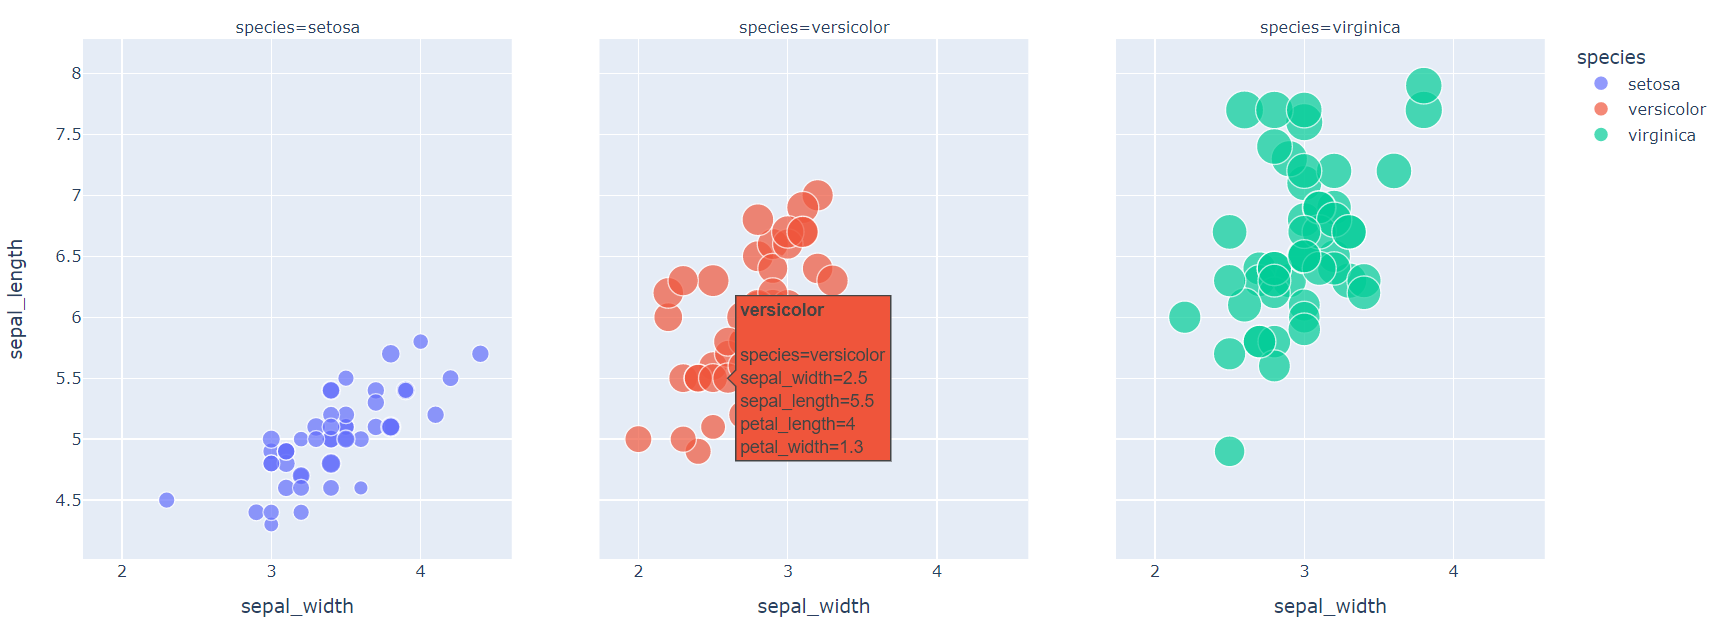 species=setosa
species=versicolor
species=virginica
species
setosa
versicolor
virginica
sepal_length
8
7.5
7
6.5
6
5.5
5
4.5
versicolor
species=versicolor
sepal_width=2.5
sepal_length=5.5
petal_length=4
petal_width=1.3
2
3
4
2
3
4
2
3
4
sepal_width
sepal_width
sepal_width